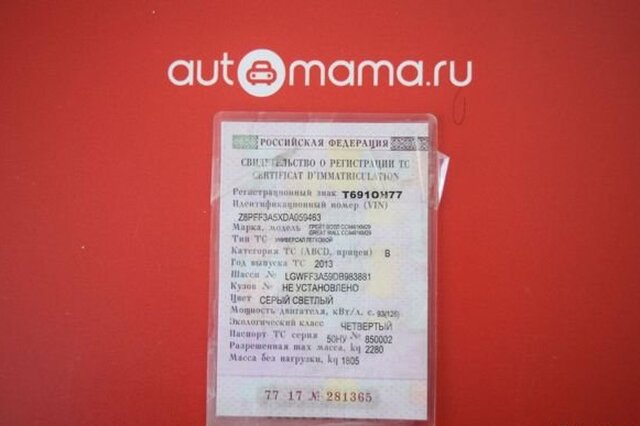 automama.ru
РОССИЙСКАЯ ФЕДЕРАЦИЯ
СВИДЕТЕЛЬСТВО О РЕГИСТРАЦИИ ТС
CERTIFICAT D'IMMATRICULATION
Регистрационный знак Т691ОН77
Идентификационный номер (VIN)
Z8PFF3A5XDA059463
Марка, модель ГРЕЙТ ВОЛЛ
GREAT WALL
Тип ТС УНИВЕРСАЛ ЛЕГКОВОЙ
Категория ТС (ABCD, прицеп) B
Год выпуска ТС 2013
Шасси № LGWFF3A59DB983881
Кузов № НЕ УСТАНОВЛЕНО
Цвет СЕРЫЙ СВЕТЛЫЙ
Мощность двигателя, кВт/л. с. 93(126)
Экологический класс ЧЕТВЕРТЫЙ
Паспорт ТС серия 50НУ № 850002
Разрешенная max масса, kg 2280
Масса без нагрузки, kg 1805
77 17 № 281365